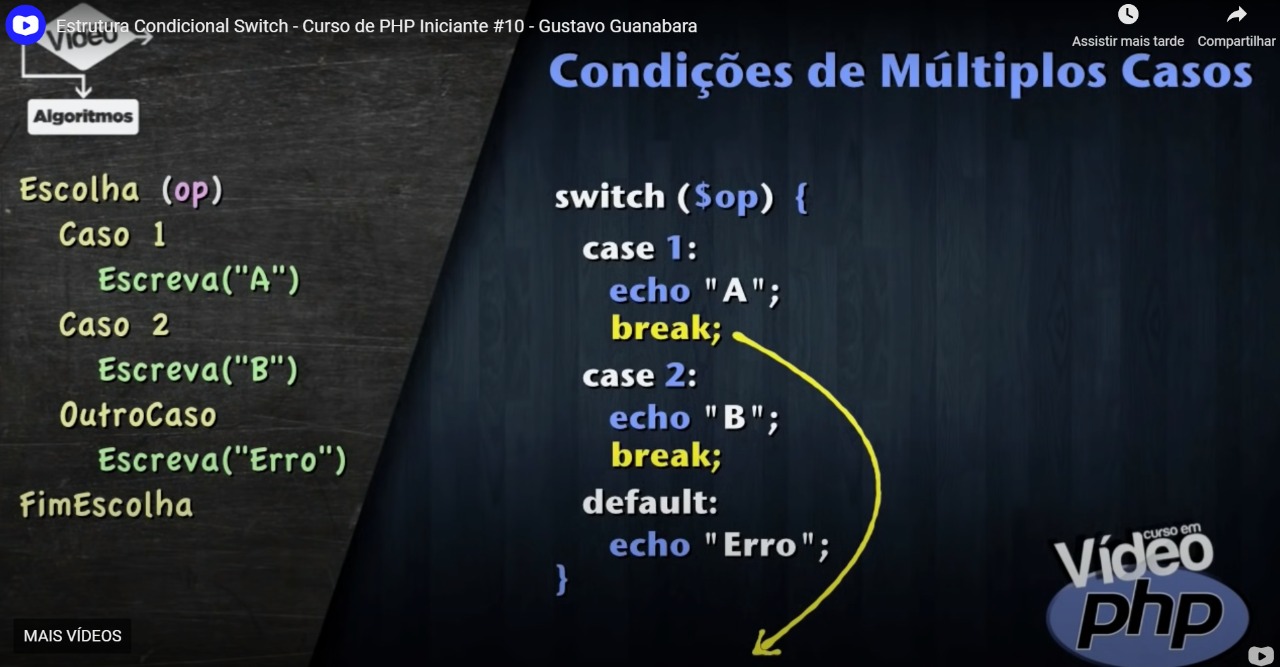 Estrutura Condicional Switch - Curso de PHP Iniciante #10 - Gustavo Guanabara
Assistir mais tarde
Compartilhar
Vídeo
Algoritmos
Condições de Múltiplos Casos
Escolha (op)
Caso 1
Escreva("A")
Caso 2
Escreva("B")
OutroCaso
Escreva("Erro")
FimEscolha
switch ($op) {
case 1:
echo "A";
break;
case 2:
echo "B";
break;
default:
echo "Erro";
}
curso em
Vídeo
php
MAIS VÍDEOS